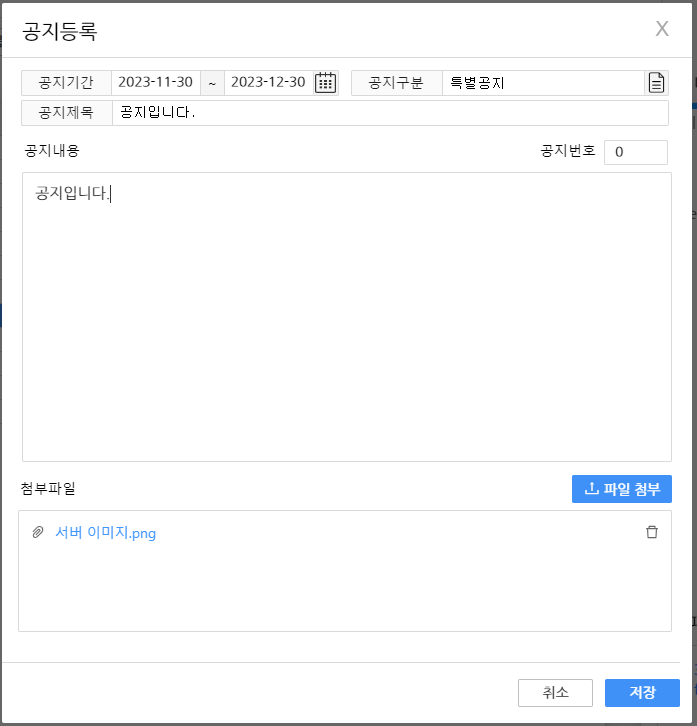 공지등록 X
공지기간 2023-11-30 ~ 2023-12-30 공지구분 특별공지
공지제목 공지입니다.
공지내용 공지번호 0
공지입니다.
첨부파일 파일 첨부
서버 이미지.png
취소 저장